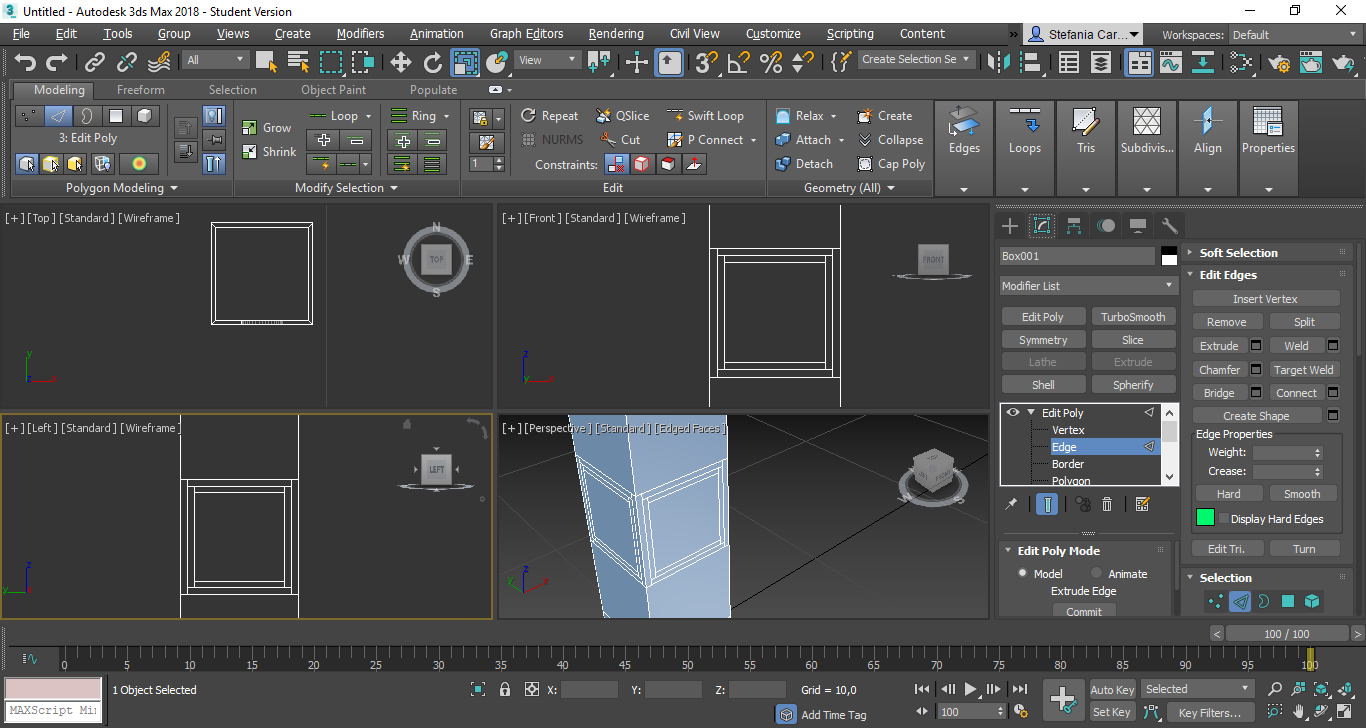 Untitled - Autodesk 3ds Max 2018 - Student Version
File Edit Tools Group Views Create Modifiers Animation Graph Editors Rendering Civil View Customize Scripting Content » Stefania Car... Workspaces: Default
All View 3 Create Selection Se
Modeling Freeform Selection Object Paint Populate
Loop Ring Repeat QSlice Swift Loop Relax Create
3: Edit Poly Grow NURMS Cut P Connect Attach Collapse Edges Loops Tris Subdivis... Align Properties
Shrink 1 Constraints: Detach Cap Poly
Polygon Modeling Modify Selection Edit Geometry (All)
[+] [Top] [Standard] [Wireframe] [+] [Front] [Standard] [Wireframe]
N
W TOP E FRONT
S
y z
z x y x
[+] [Left] [Standard] [Wireframe] [+] [Perspective] [Standard] [Edged Faces]
LEFT FRONT
W S
z z
y y x
Box001
Modifier List
Edit Poly TurboSmooth
Symmetry Slice
Lathe Extrude
Shell Spherify
Edit Poly
Vertex
Edge
Border
Polygon
Edit Poly Mode
Model Animate
Extrude Edge
Commit
Soft Selection
Edit Edges
Insert Vertex
Remove Split
Extrude Weld
Chamfer Target Weld
Bridge Connect
Create Shape
Edge Properties
Weight:
Crease:
Hard Smooth
Display Hard Edges
Edit Tri. Turn
Selection
< 100 / 100 >
0 5 10 15 20 25 30 35 40 45 50 55 60 65 70 75 80 85 90 95 100
1 Object Selected X: Y: Z: Grid = 10,0 Auto Key Selected
MAXScript Mi Add Time Tag 100 Set Key Key Filters...